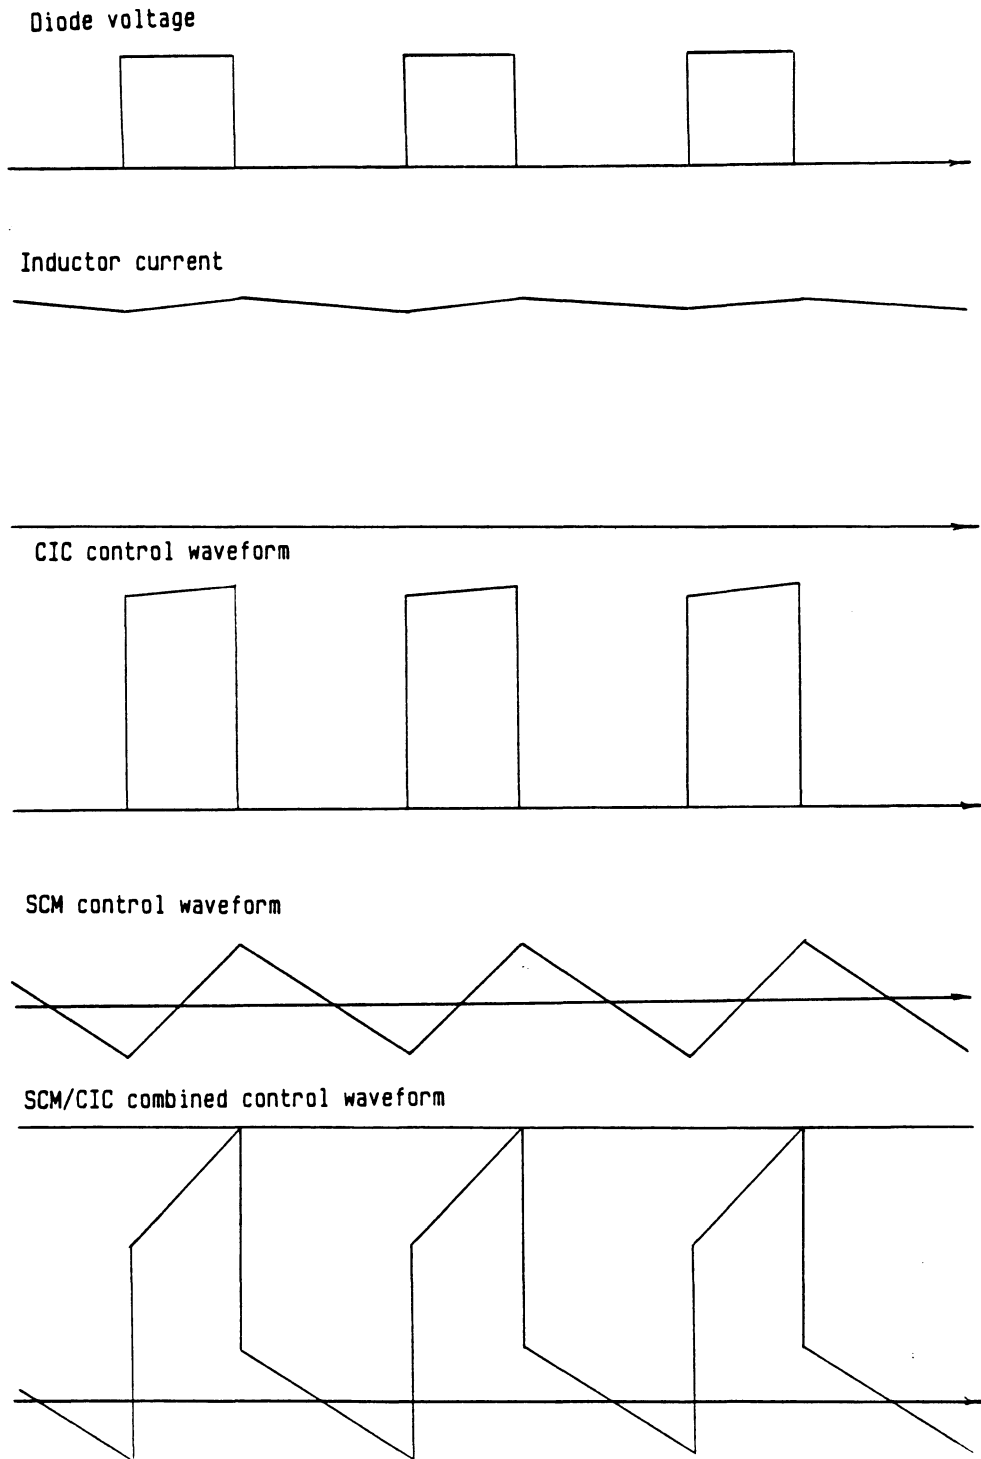 Diode voltage
Inductor current
CIC control waveform
SCM control waveform
SCM/CIC combined control waveform